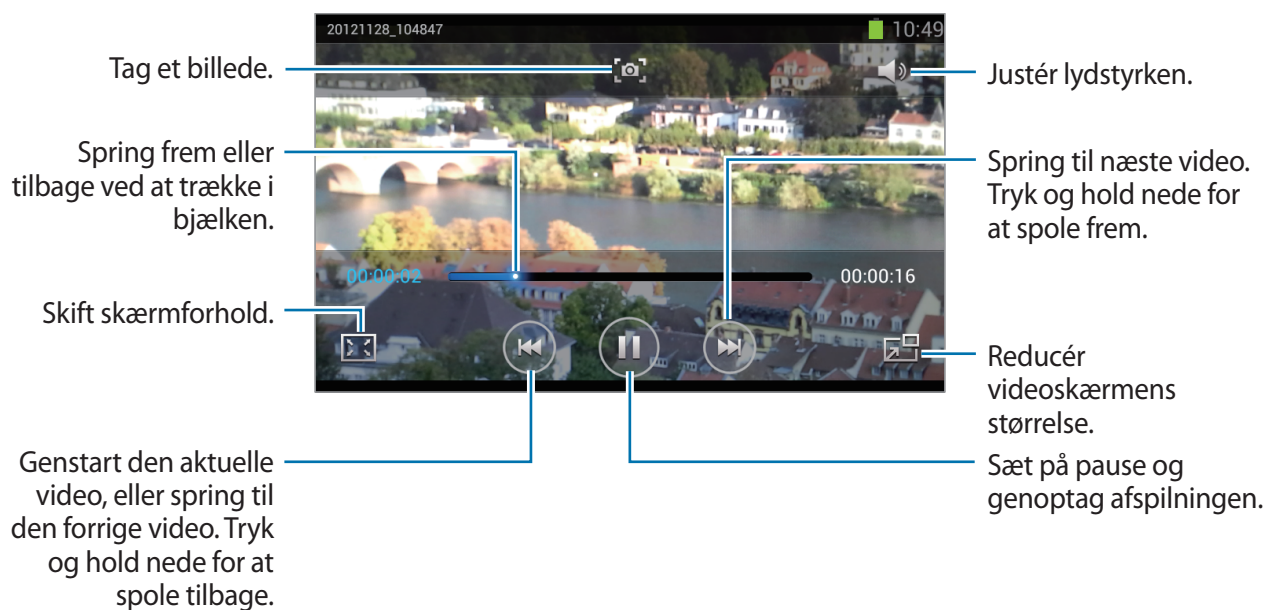 20121128_104847
10:49
Tag et billede.
Justér lydstyrken.
Spring frem eller
tilbage ved at trække i
bjælken.
Spring til næste video.
Tryk og hold nede for
at spole frem.
00:00:02
00:00:16
Skift skærmforhold.
Reducér
videoskærmens
størrelse.
Genstart den aktuelle
video, eller spring til
den forrige video. Tryk
og hold nede for at
spole tilbage.
Sæt på pause og
genoptag afspilningen.